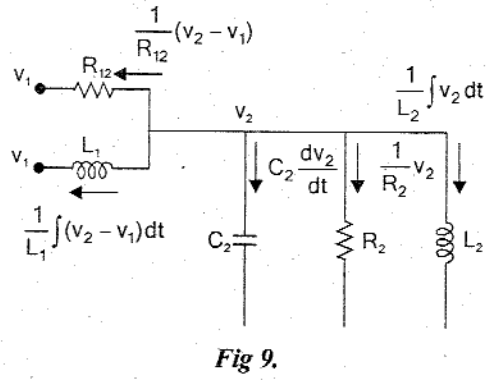 1/R₁₂ (v₂ – v₁)
v₁
R₁₂
1/L₂ ∫v₂ dt
v₂
v₁
L₁
C₂ dv₂/dt
1/R₂ v₂
1/L₁ ∫(v₂ – v₁)dt
C₂
R₂
L₂
Fig 9.